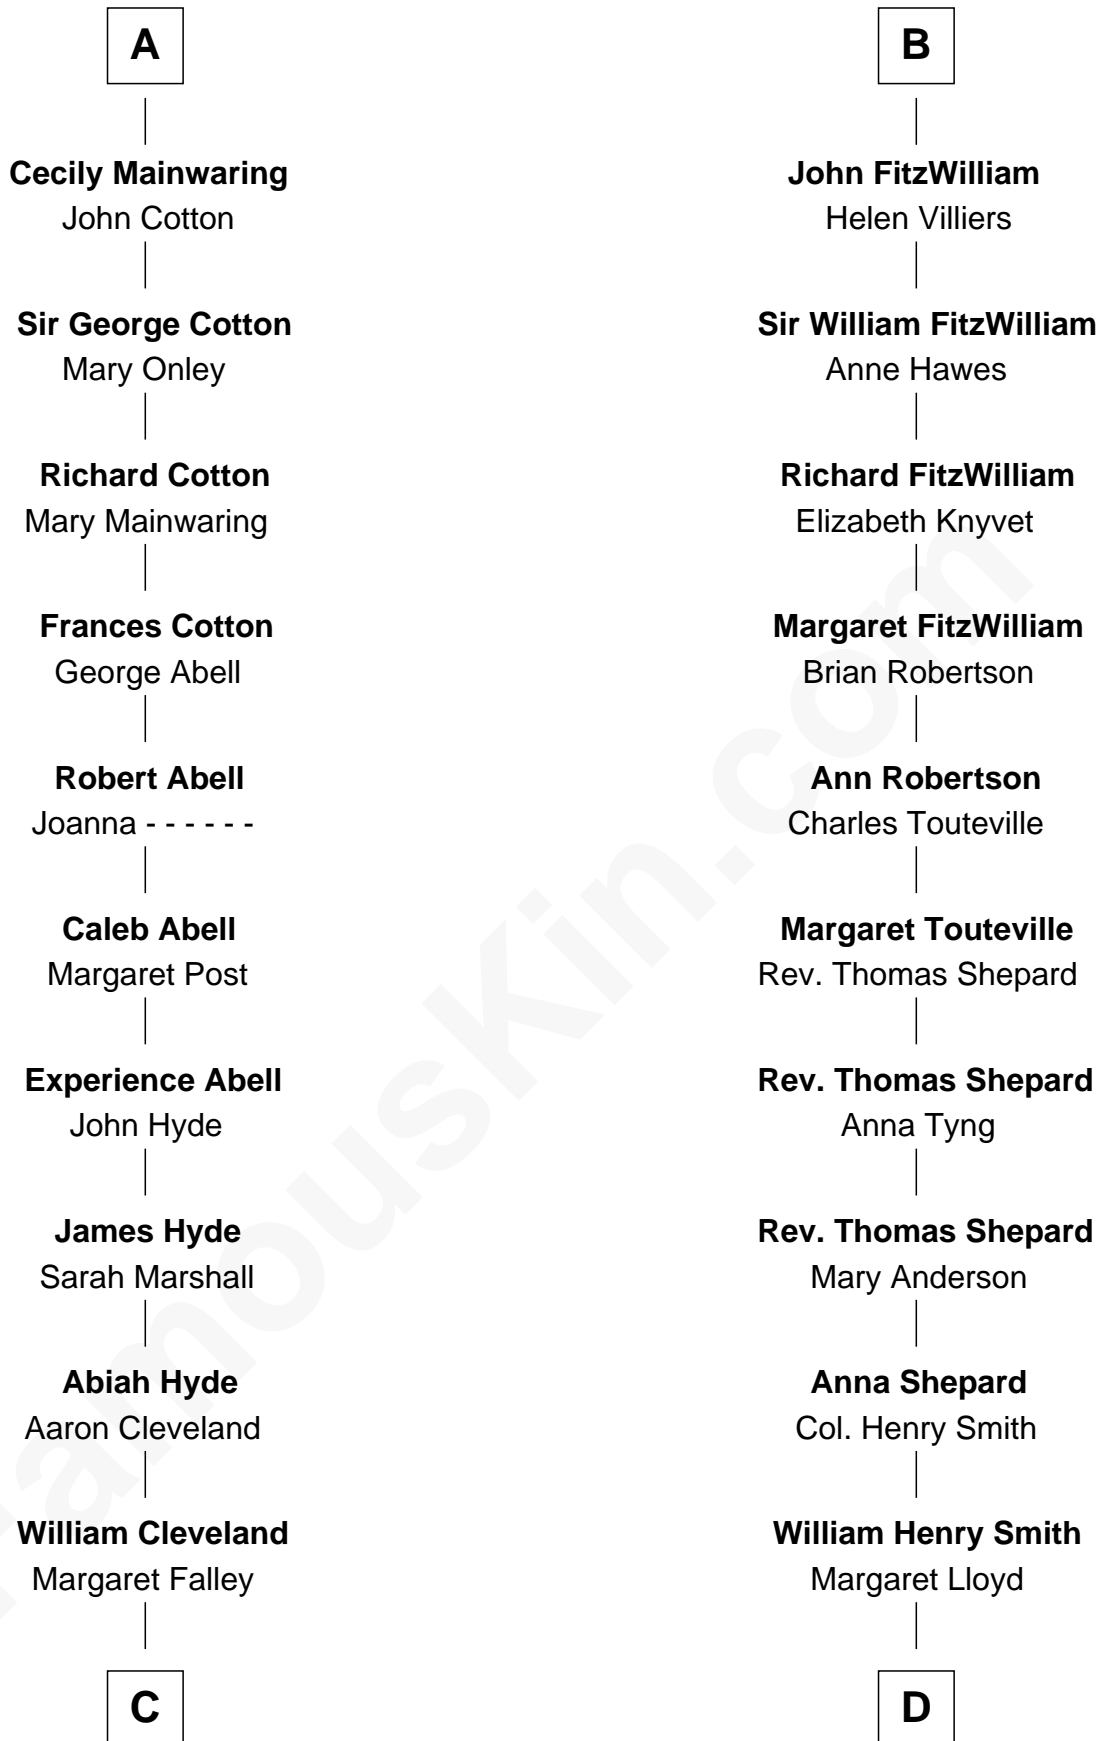 A
Cecily Mainwaring
John Cotton
Sir George Cotton
Mary Onley
Richard Cotton
Mary Mainwaring
Frances Cotton
George Abell
Robert Abell
Joanna - - - - - -
Caleb Abell
Margaret Post
Experience Abell
John Hyde
James Hyde
Sarah Marshall
Abiah Hyde
Aaron Cleveland
William Cleveland
Margaret Falley
C
B
John FitzWilliam
Helen Villiers
Sir William FitzWilliam
Anne Hawes
Richard FitzWilliam
Elizabeth Knyvet
Margaret FitzWilliam
Brian Robertson
Ann Robertson
Charles Touteville
Margaret Touteville
Rev. Thomas Shepard
Rev. Thomas Shepard
Anna Tyng
Rev. Thomas Shepard
Mary Anderson
Anna Shepard
Col. Henry Smith
William Henry Smith
Margaret Lloyd
D
FamousKin.com